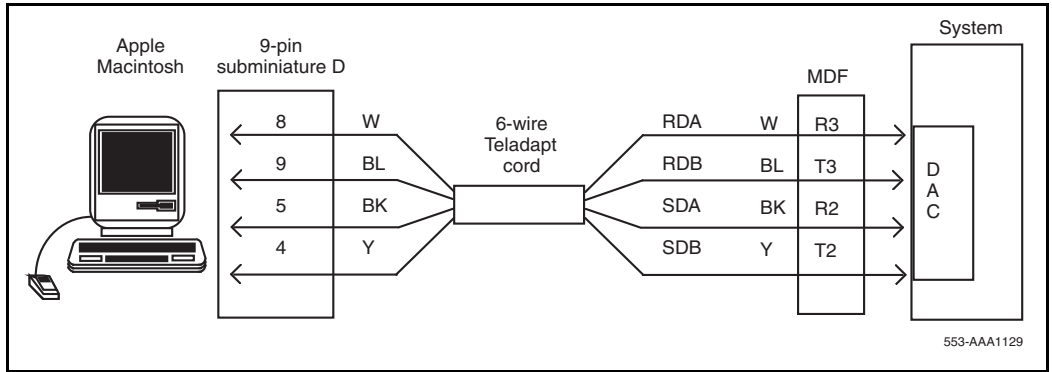 System
Apple
Macintosh
9-pin
subminiature D
MDF
8 W 6-wire RDA W R3
Teladapt
cord
9 BL RDB BL T3
5 BK SDA BK R2
4 Y SDB Y T2
D
A
C
553-AAA1129